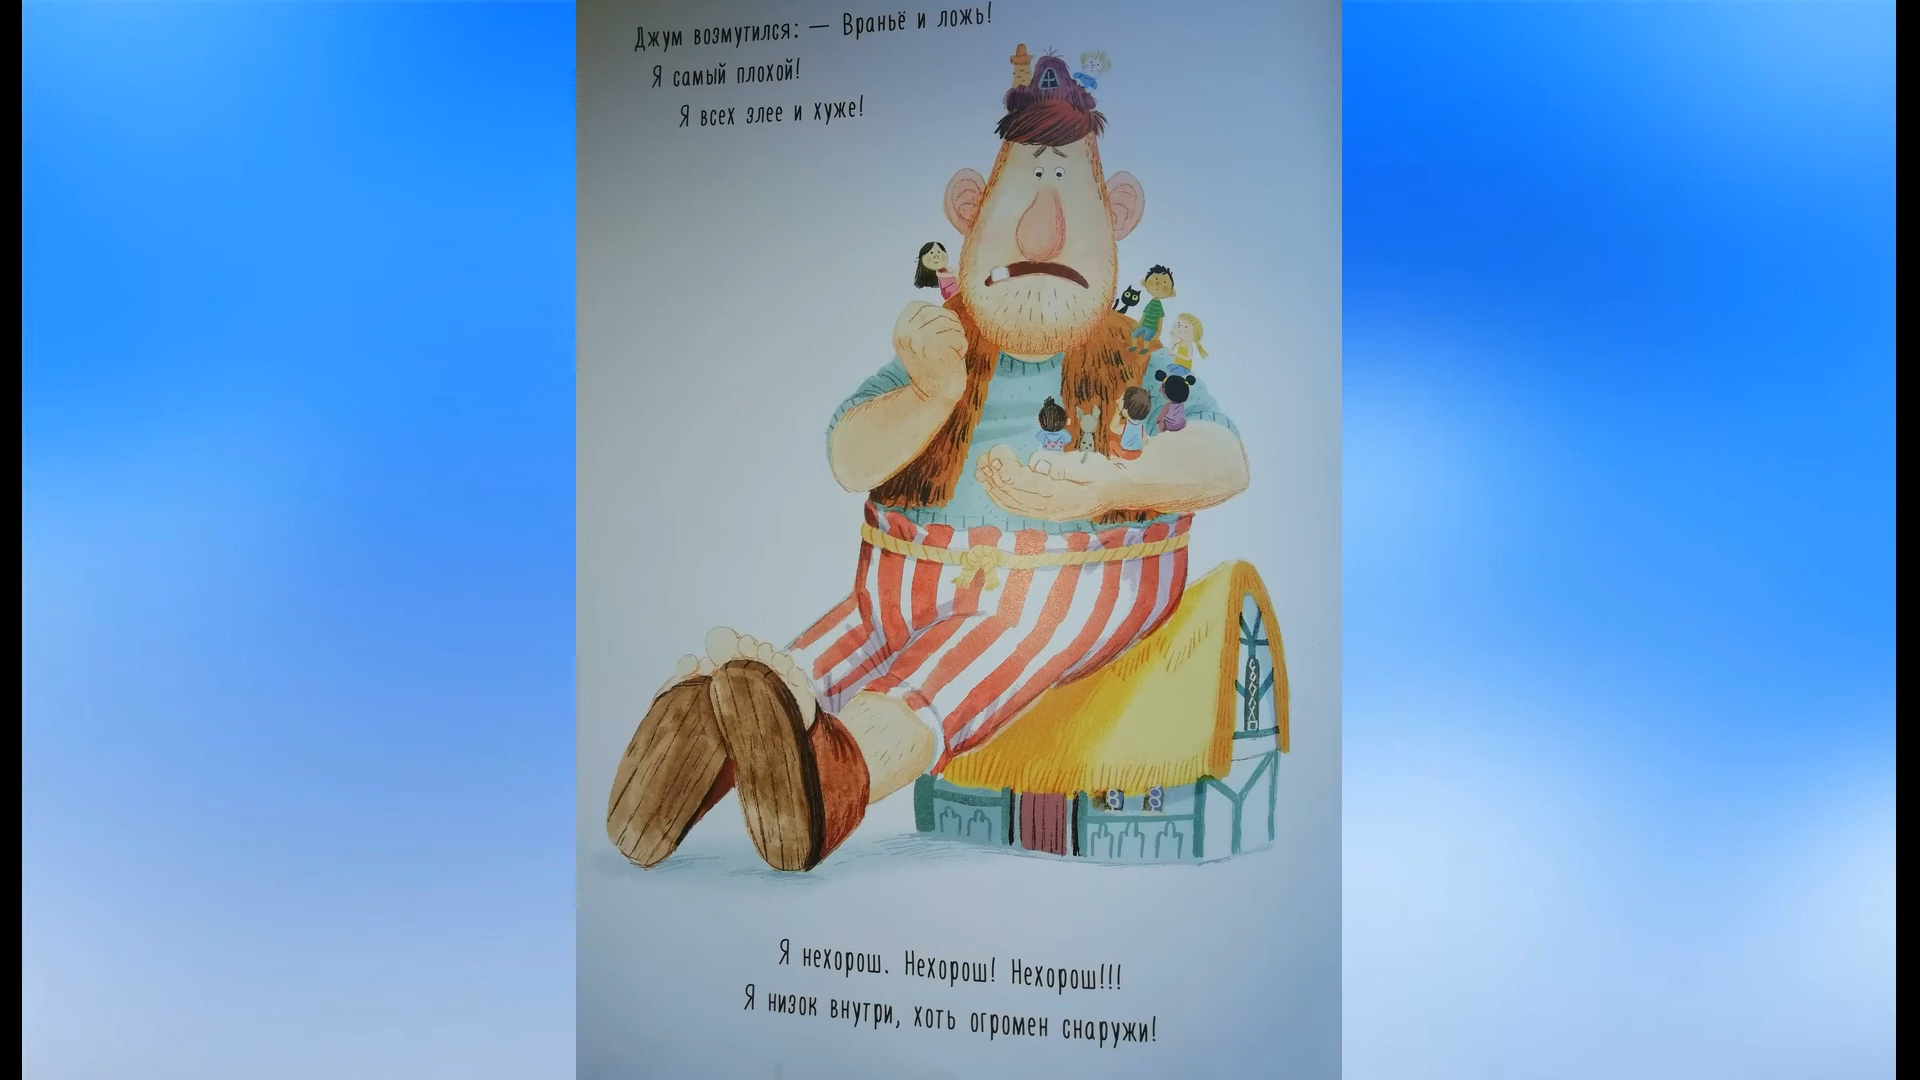 Джум возмутился: — Враньё и ложь!
Я самый плохой!
Я всех злее и хуже!
Я нехорош. Нехорош! Нехорош!!!
Я низок внутри, хоть огромен снаружи!